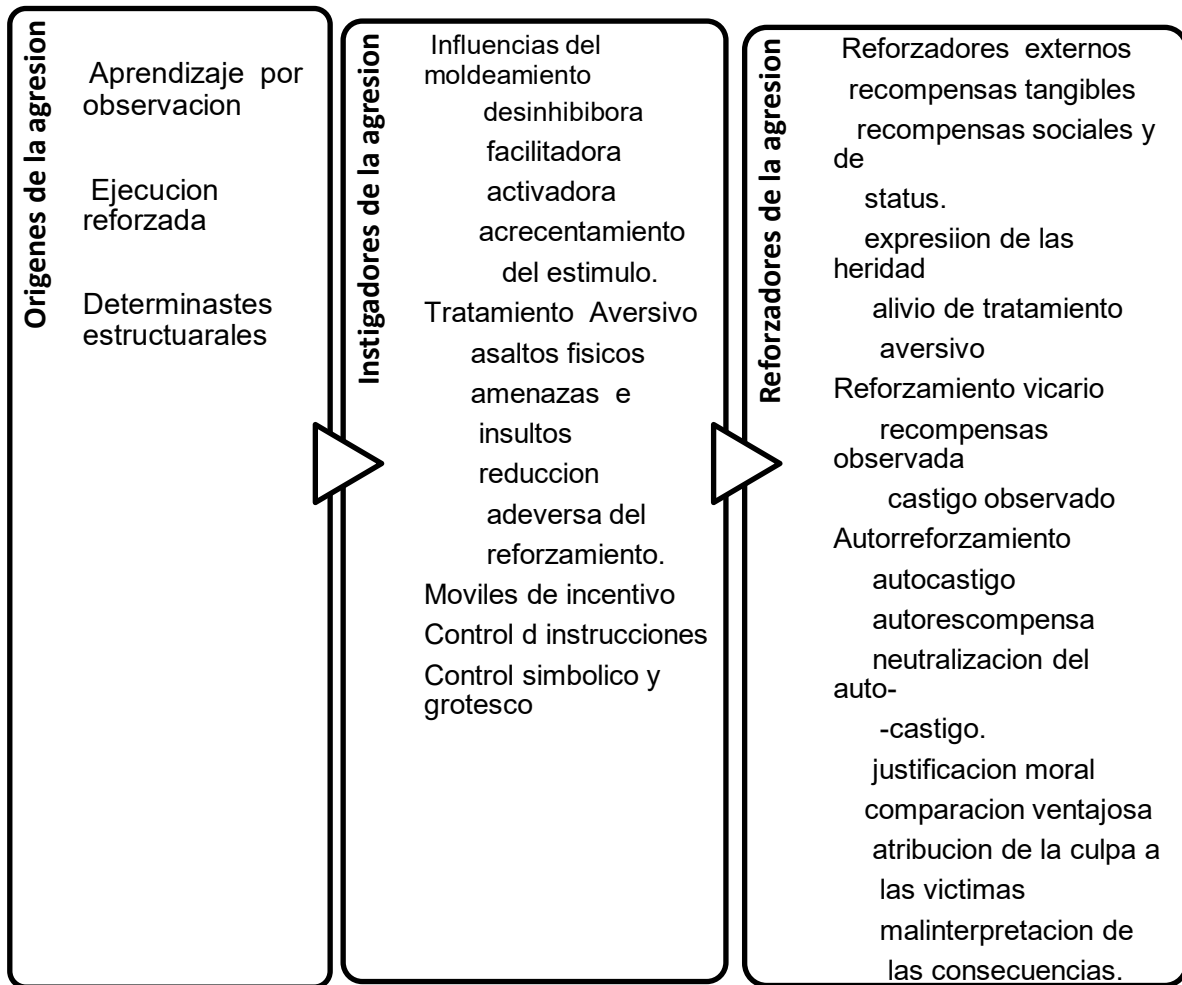 Origenes de la agresion
Aprendizaje por
observacion
Ejecucion
reforzada
Determinastes
estructuarales
Instigadores de la agresion
Influencias del
moldeamiento
desinhibibora
facilitadora
activadora
acrecentamiento
del estimulo.
Tratamiento Aversivo
asaltos fisicos
amenazas e
insultos
reduccion
adeversa del
reforzamiento.
Moviles de incentivo
Control d instrucciones
Control simbolico y
grotesco
Reforzadores de la agresion
Reforzadores externos
recompensas tangibles
recompensas sociales y
de
status.
expresiion de las
heridad
alivio de tratamiento
aversivo
Reforzamiento vicario
recompensas
observada
castigo observado
Autorreforzamiento
autocastigo
autorescompensa
neutralizacion del
auto-
-castigo.
justificacion moral
comparacion ventajosa
atribucion de la culpa a
las victimas
malinterpretacion de
las consecuencias.